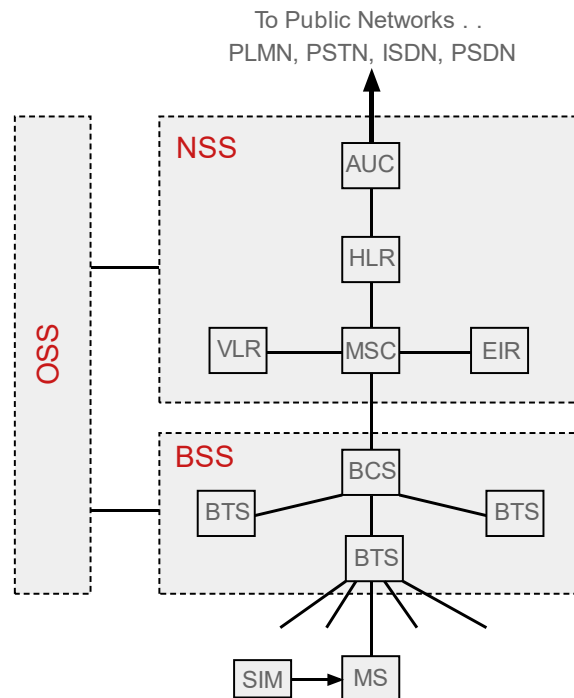 To Public Networks . .
PLMN, PSTN, ISDN, PSDN
NSS
AUC
HLR
VLR
MSC
EIR
OSS
BSS
BCS
BTS
BTS
BTS
SIM
MS